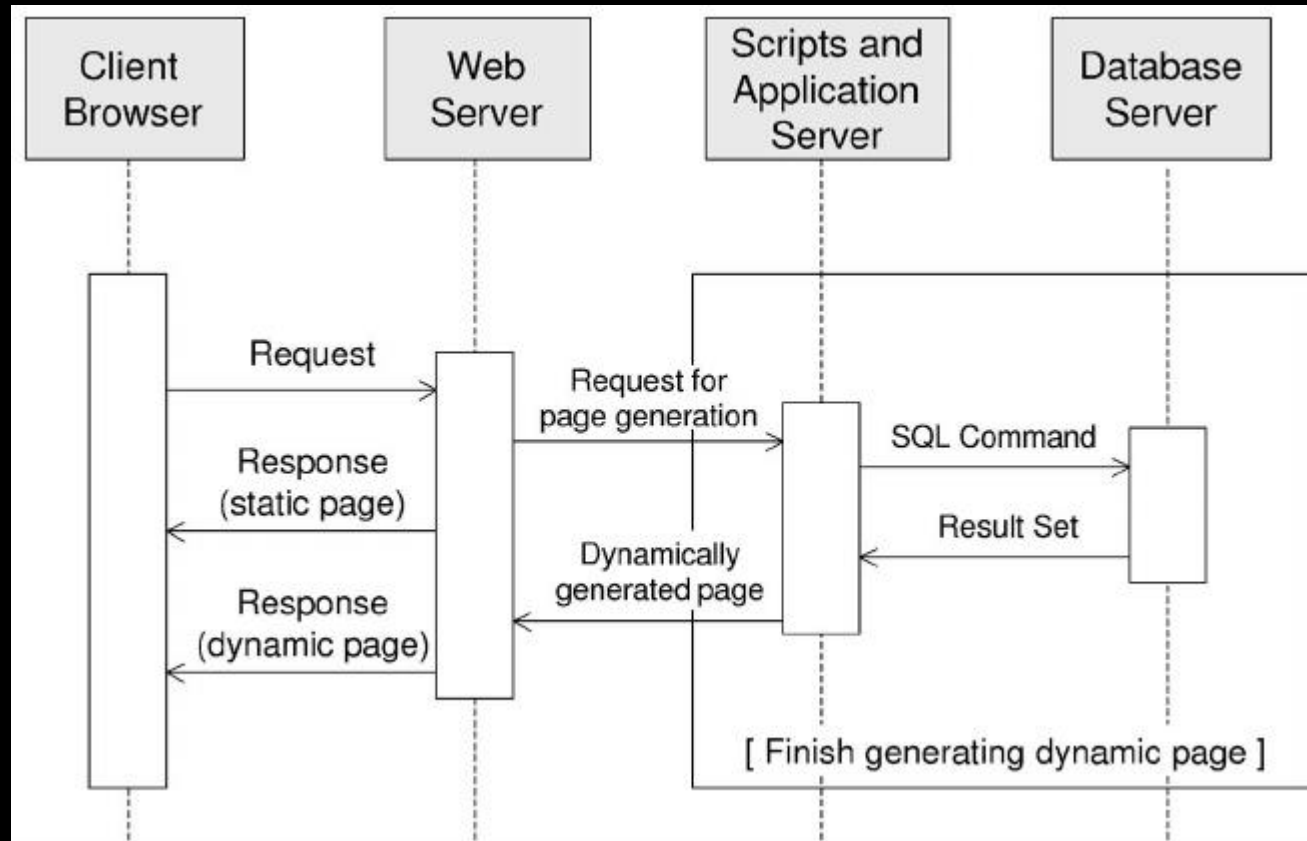 Client
Browser
Web
Server
Scripts and
Application
Server
Database
Server
Request
Request for
page generation
SQL Command
Response
(static page)
Result Set
Dynamically
generated page
Response
(dynamic page)
[ Finish generating dynamic page ]